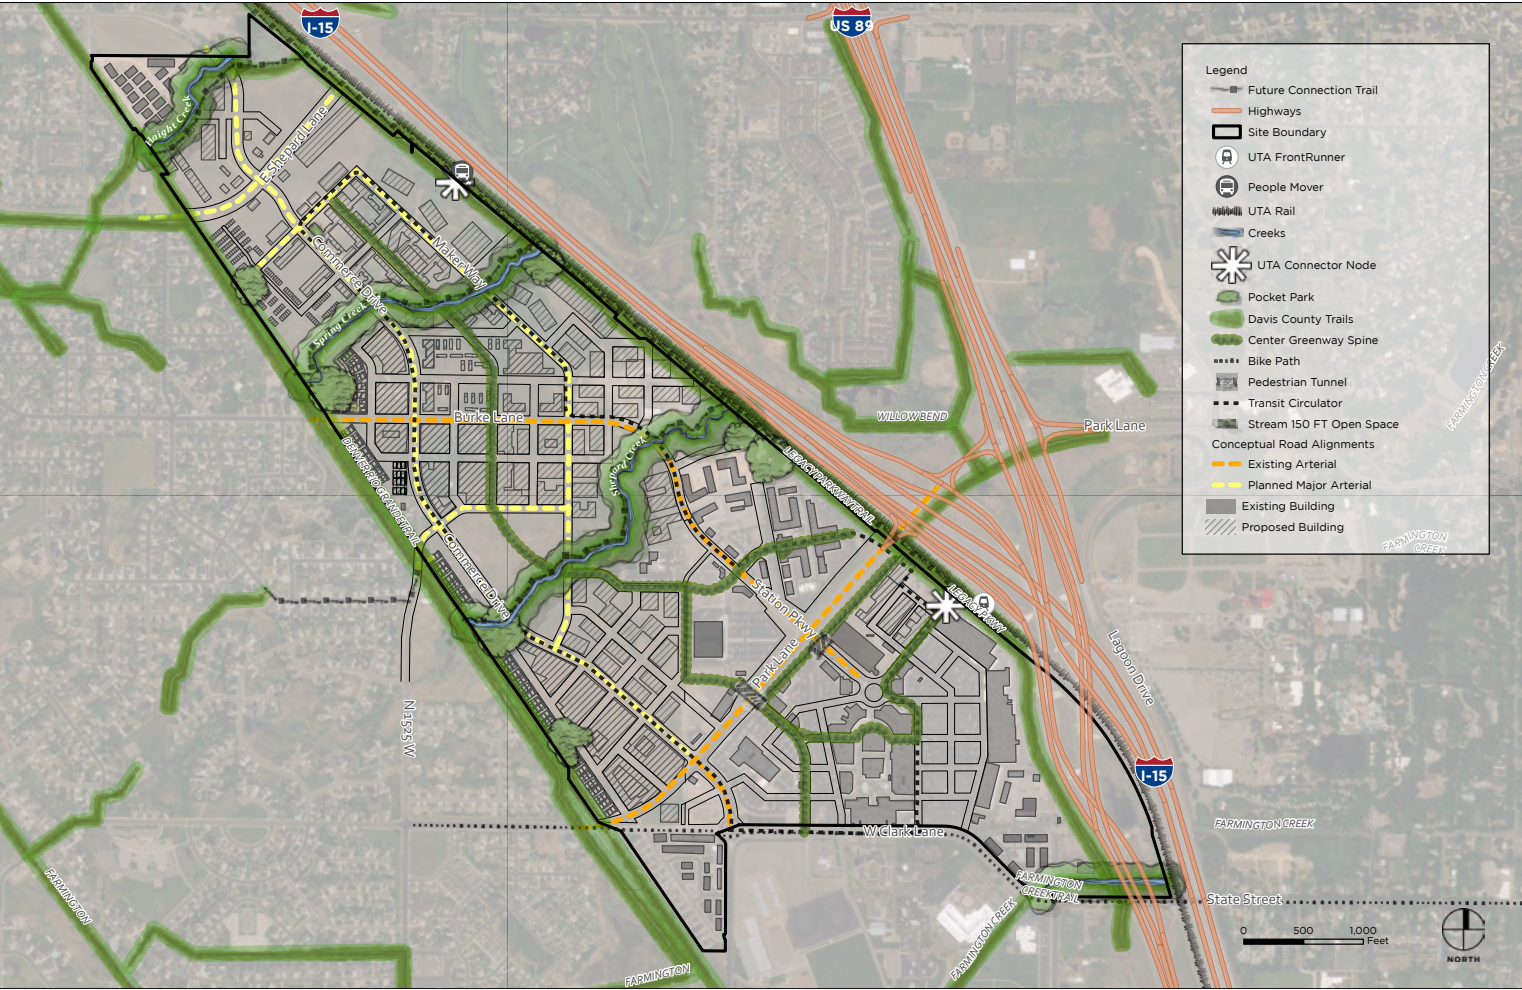 I-15
US 89
Legend
Future Connection Trail
Highways
Site Boundary
UTA FrontRunner
People Mover
UTA Rail
Creeks
UTA Connector Node
Pocket Park
Davis County Trails
Center Greenway Spine
Bike Path
Pedestrian Tunnel
Transit Circulator
Stream 150 FT Open Space
Conceptual Road Alignments
Existing Arterial
Planned Major Arterial
Existing Building
Proposed Building
Haight Creek
E Shepard Lane
Commerce Drive
Maker Way
Spring Creek
Burke Lane
DENVER RIO GRANDE TRAIL
Shepard Creek
LEGACY PARKWAY TRAIL
WILLOW BEND
Park Lane
FARMINGTON CREEK
FARMINGTON
CREEK
Commerce Drive
Station Pkwy
LEGACY PKWY
Park Lane
Lagoon Drive
N 1525 W
I-15
W Clark Lane
FARMINGTON CREEK
FARMINGTON
CREEK TRAIL
State Street
FARMINGTON
FARMINGTON CREEK
FARMINGTON
0 500 1,000
Feet
NORTH